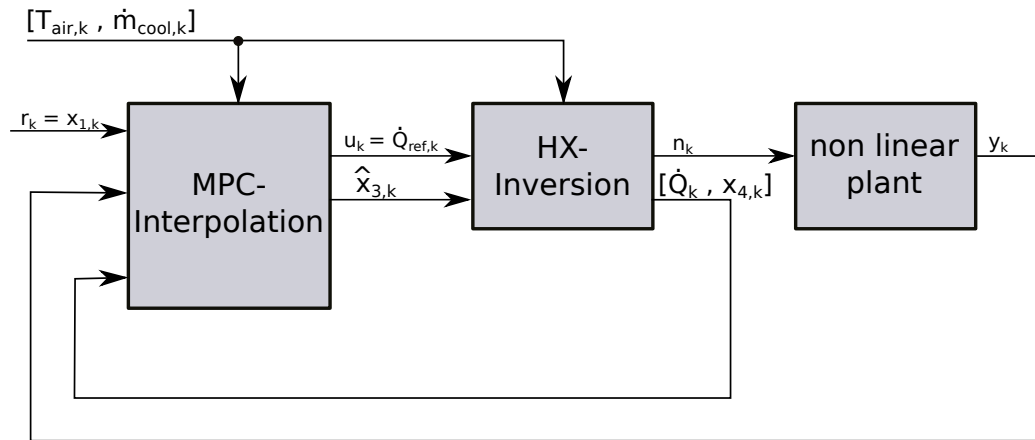 [T_air,k , ṁ_cool,k]
r_k = x_1,k
MPC-
Interpolation
u_k = Q̇_ref,k
x̂_3,k
HX-
Inversion
n_k
[Q̇_k , x_4,k]
non linear
plant
y_k